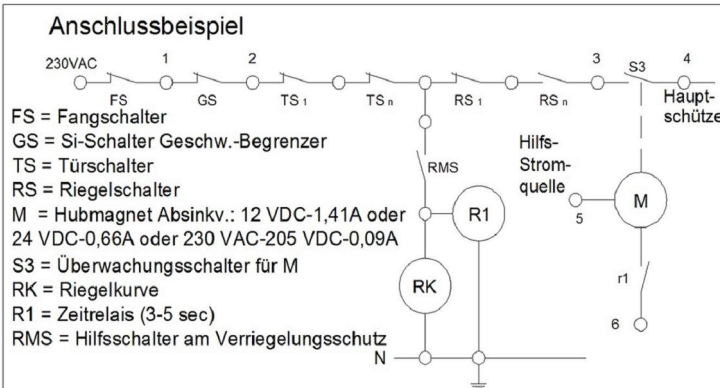 Anschlussbeispiel
230VAC 1 2 3 S3 4
FS GS TS 1 TS n RS 1 RS n Haupt-
schütze
FS = Fangschalter
GS = Si-Schalter Geschw.-Begrenzer
TS = Türschalter
RS = Riegelschalter
M = Hubmagnet Absinkv.: 12 VDC-1,41A oder
24 VDC-0,66A oder 230 VAC-205 VDC-0,09A
S3 = Überwachungsschalter für M
RK = Riegelkurve
R1 = Zeitrelais (3-5 sec)
RMS = Hilfsschalter am Verriegelungsschutz
RMS
R1
RK
N
Hilfs-
Strom-
quelle
5
M
r1
6